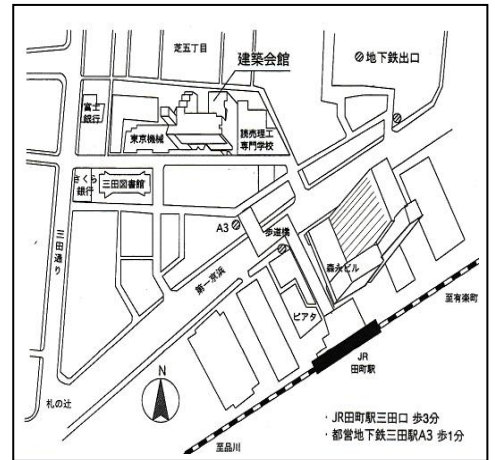 芝五丁目
建築会館
地下鉄出口
富士
銀行
東京機械
読売理工
専門学校
さくら
銀行
三田図書館
A3
歩道橋
三田通り
第一京浜
森永ビル
ピアタ
至有楽町
N
JR
田町駅
札の辻
至品川
・JR田町駅三田口 歩3分
・都営地下鉄三田駅A3 歩1分